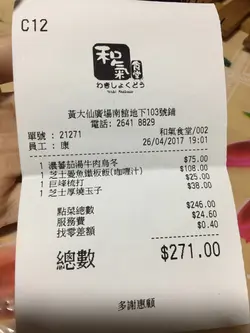 C12
和氣
食堂
わきしょくどう
黃大仙廣場南館地下103號鋪
電話: 2641 8829
單號 : 21271 和氣食堂/002
員工 : 康 26/04/2017 13:01
1 濃蕃茄湯牛肉烏冬 $75.00
1 芝士鰻魚鐵板飯(咖喱汁) $108.00
1 巨峰梳打 $25.00
1 芝士厚燒玉子 $38.00
點菜總數 $246.00
服務費 $24.60
找零差額 $0.40
總數 $271.00
多謝惠顧